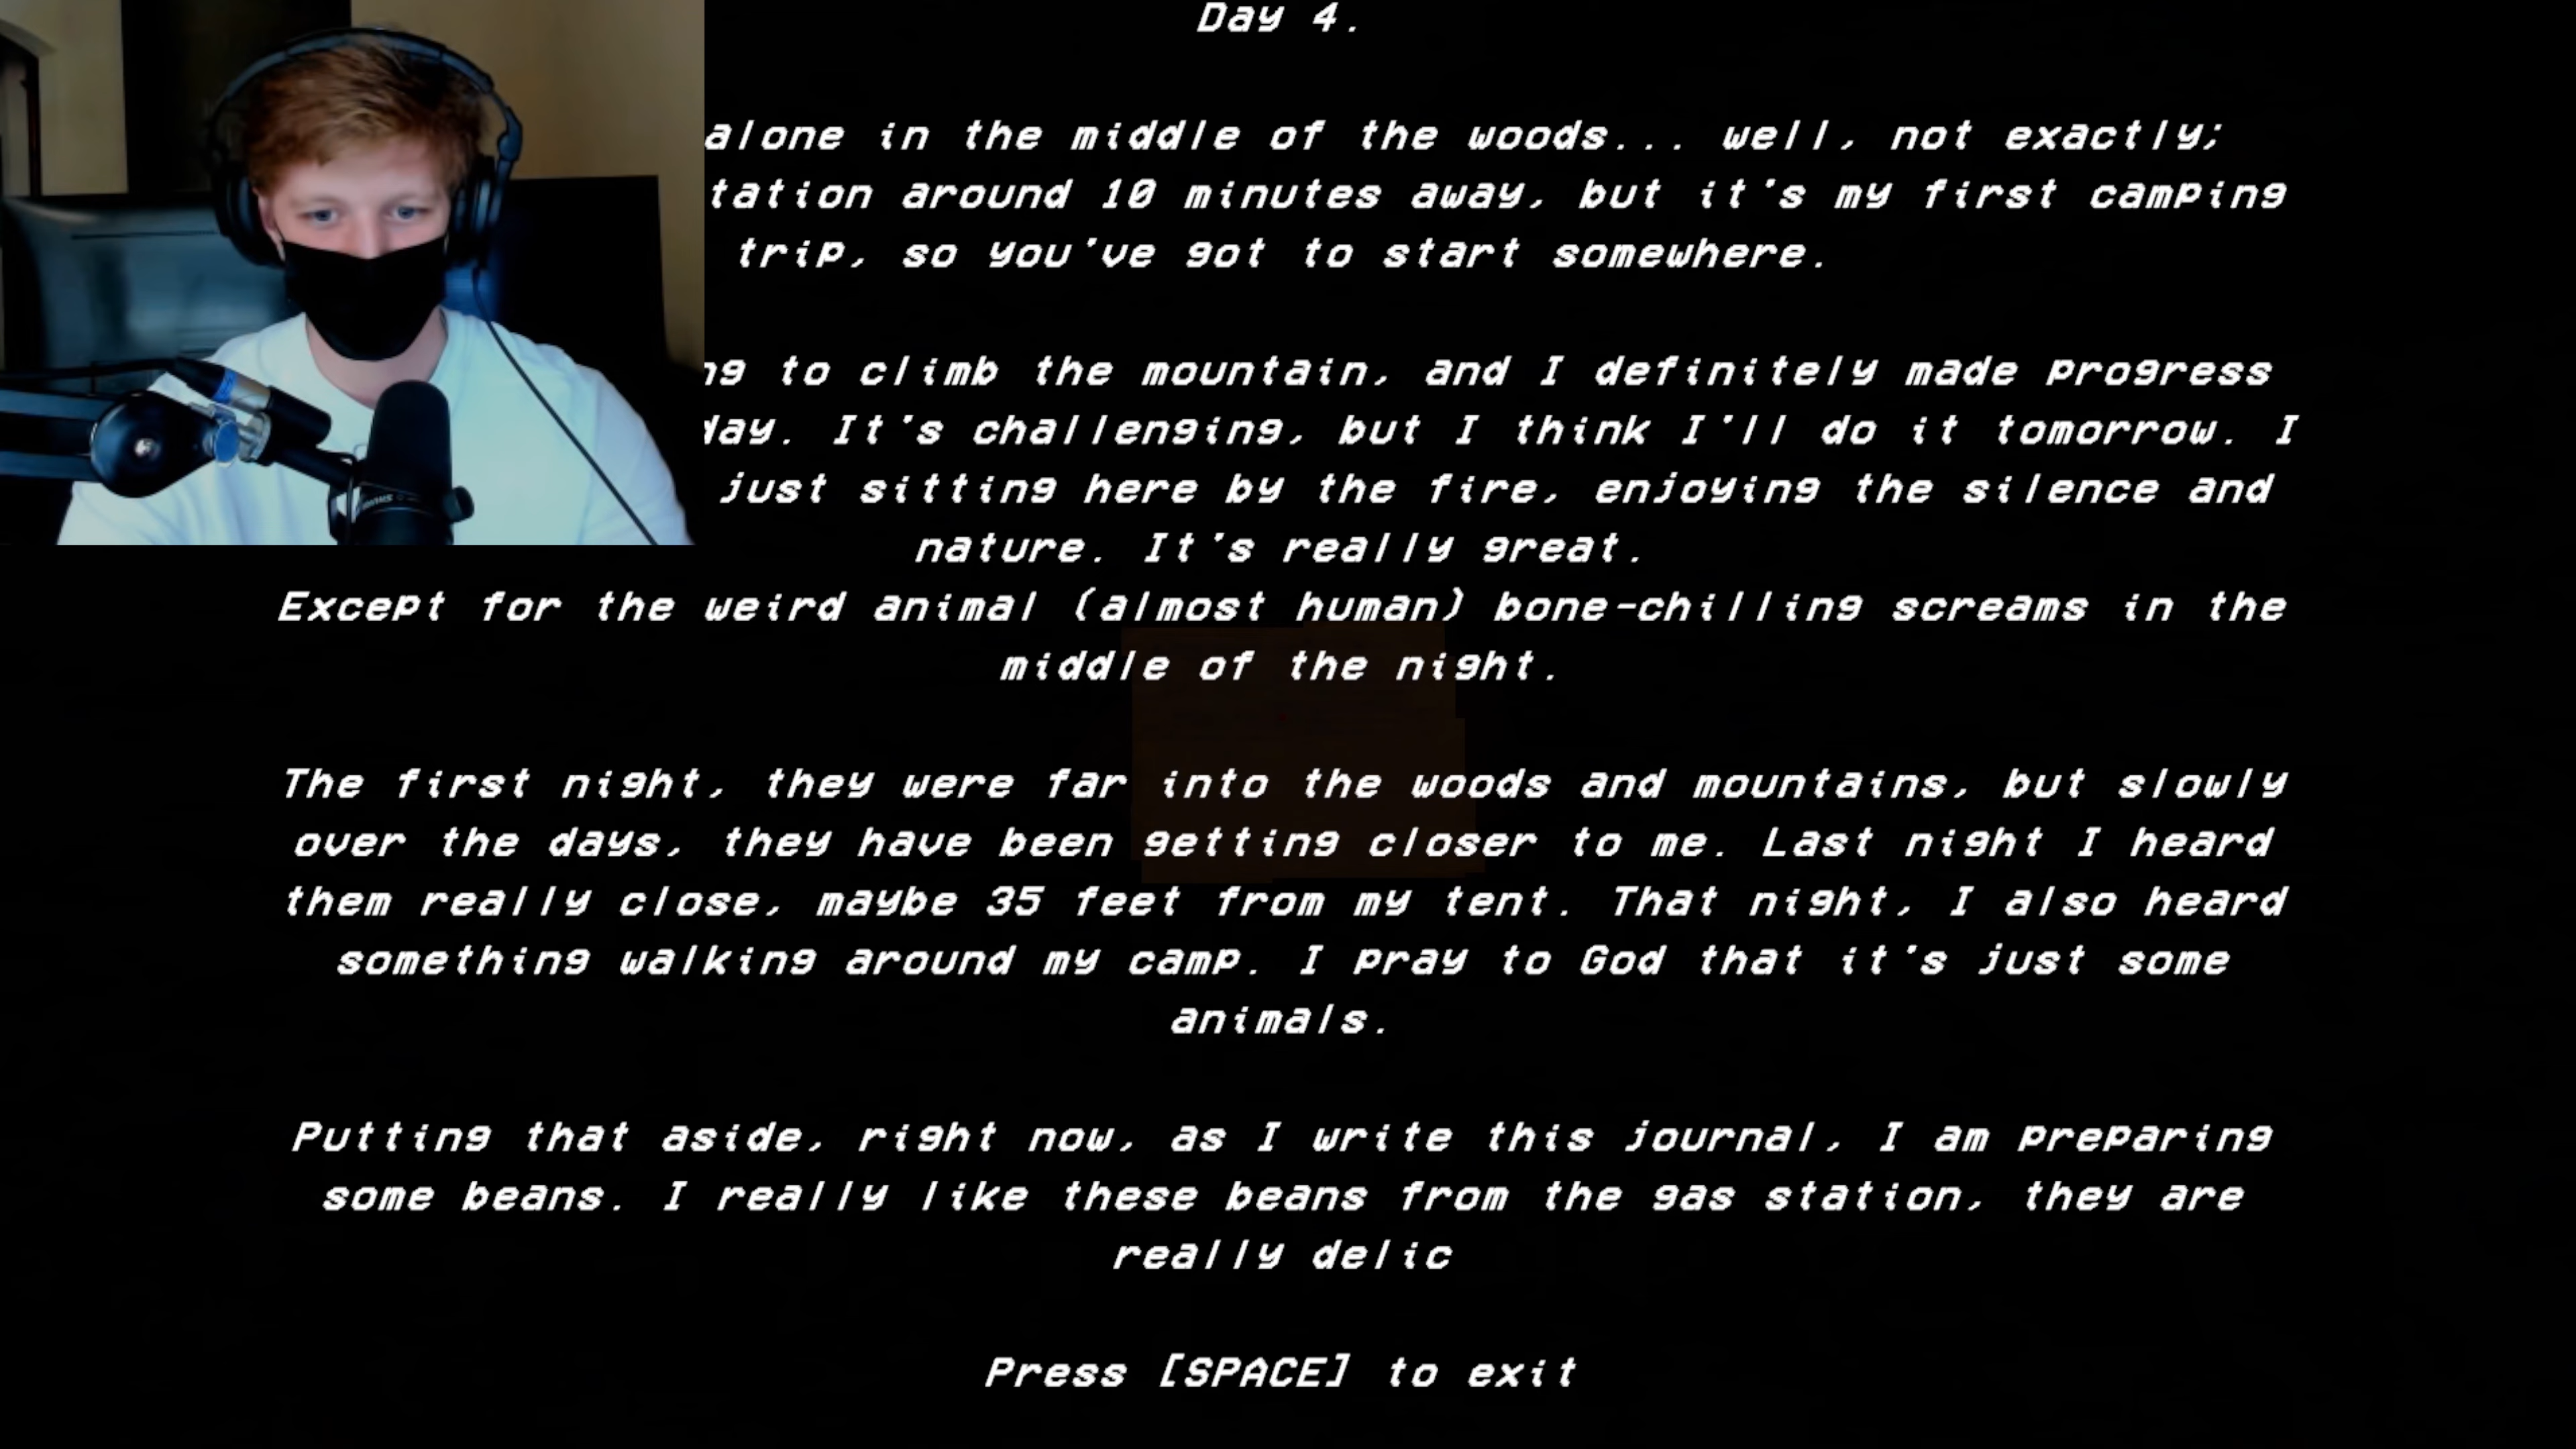 Day 4.
alone in the middle of the woods... well, not exactly;
around 10 minutes away, but it's my first camping
trip, so you've got to start somewhere.
to climb the mountain, and I definitely made progress
It's challenging, but I think I'll do it tomorrow. I
just sitting here by the fire, enjoying the silence and
nature. It's really great.
Except for the weird animal (almost human) bone-chilling screams in the
middle of the night.
The first night, they were far into the woods and mountains, but slowly
over the days, they have been getting closer to me. Last night I heard
them really close, maybe 35 feet from my tent. That night, I also heard
something walking around my camp. I pray to God that it's just some
animals.
Putting that aside, right now, as I write this journal, I am preparing
some beans. I really like these beans from the gas station, they are
really delic
Press [SPACE] to exit